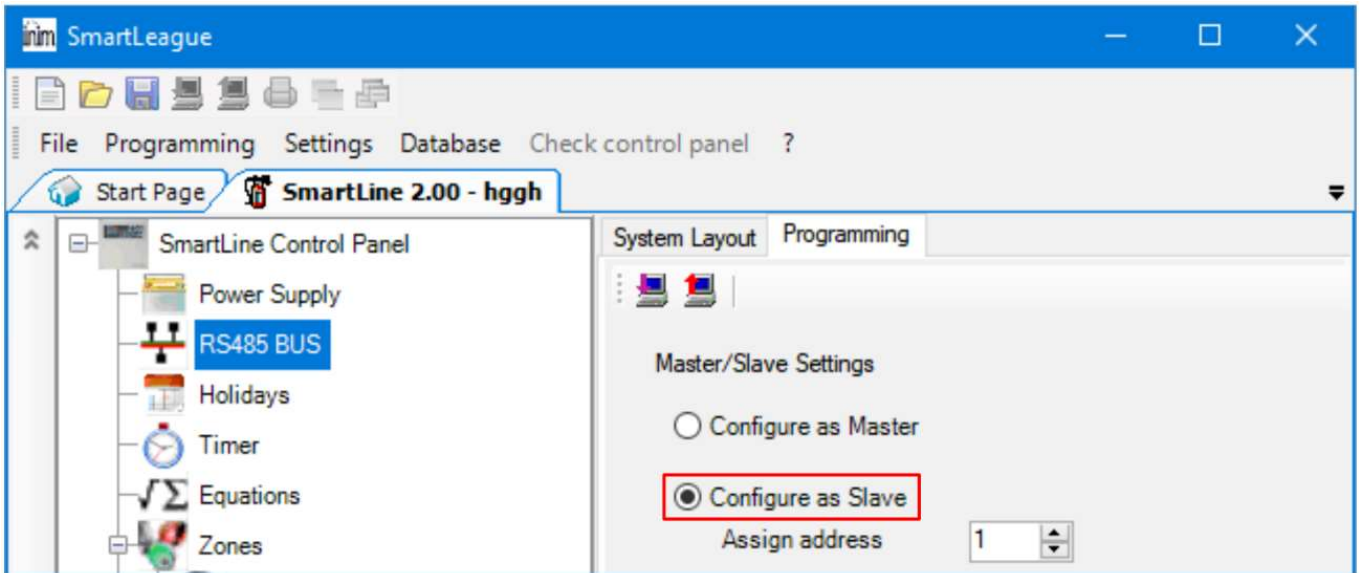 inim SmartLeague
File Programming Settings Database Check control panel ?
Start Page SmartLine 2.00 - hggh
SmartLine Control Panel
Power Supply
RS485 BUS
Holidays
Timer
√Σ Equations
Zones
System Layout Programming
Master/Slave Settings
Configure as Master
Configure as Slave
Assign address 1